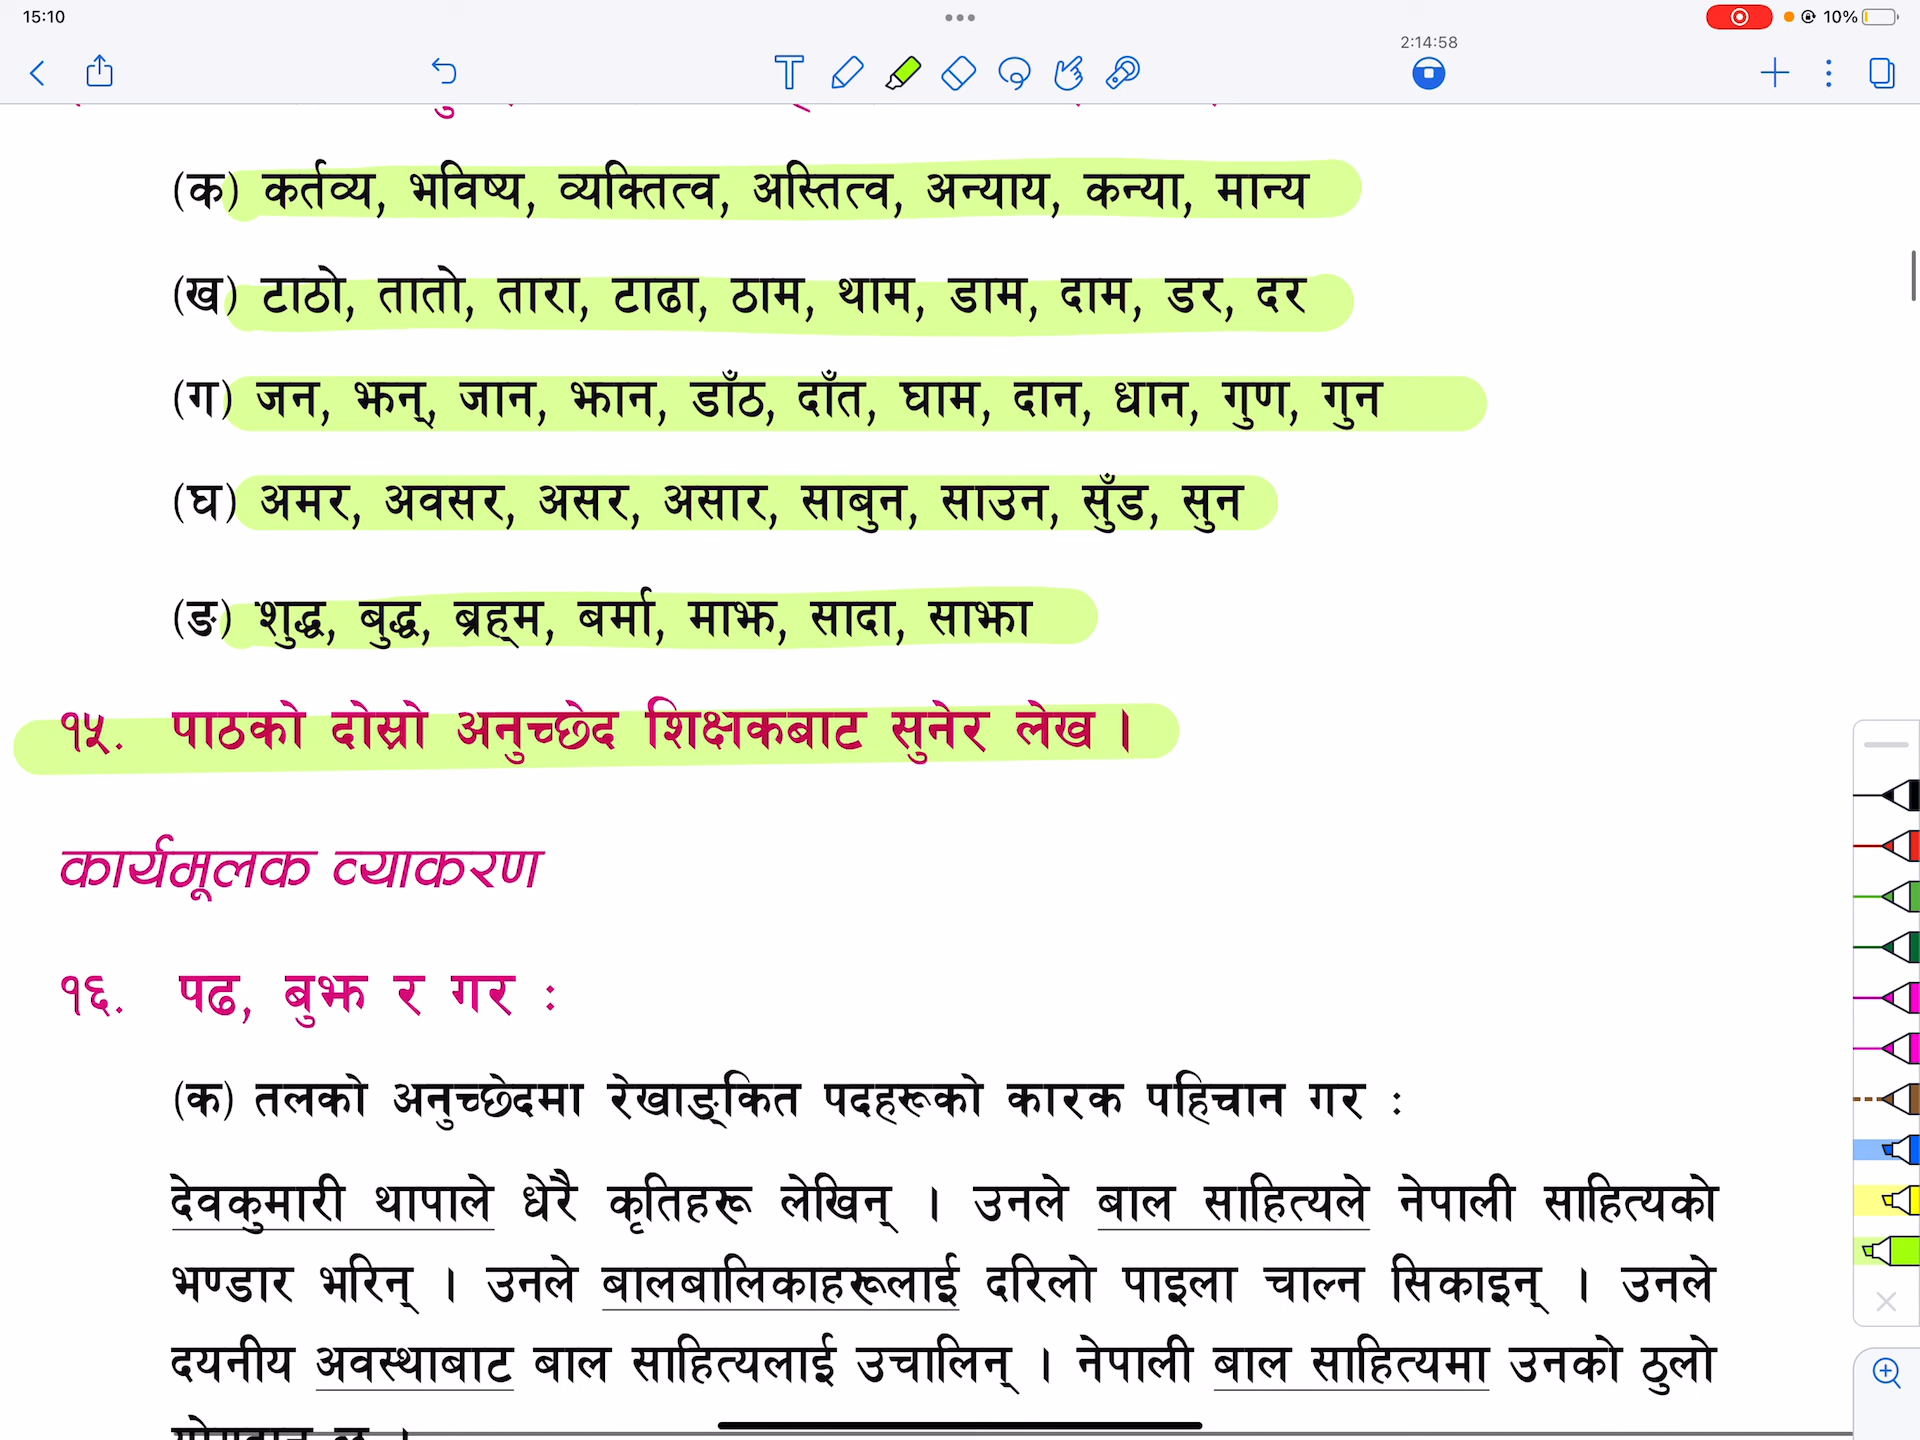 15:10
10%
2:14:58
(क) कर्तव्य, भविष्य, व्यक्तित्व, अस्तित्व, अन्याय, कन्या, मान्य
(ख) टाठो, तातो, तारा, टाढा, ठाम, थाम, डाम, दाम, डर, दर
(ग) जन, झन्, जान, झान, डाँठ, दाँत, घाम, दान, धान, गुण, गुन
(घ) अमर, अवसर, असर, असार, साबुन, साउन, सुँड, सुन
(ङ) शुद्ध, बुद्ध, ब्रह्म, बर्मा, माझ, सादा, साझा
१५. पाठको दोस्रो अनुच्छेद शिक्षकबाट सुनेर लेख ।
कार्यमूलक व्याकरण
१६. पढ, बुझ र गर :
(क) तलको अनुच्छेदमा रेखाङ्कित पदहरूको कारक पहिचान गर :
देवकुमारी थापाले धेरै कृतिहरू लेखिन् । उनले बाल साहित्यले नेपाली साहित्यको
भण्डार भरिन् । उनले बालबालिकाहरूलाई दरिलो पाइला चाल्न सिकाइन् । उनले
दयनीय अवस्थाबाट बाल साहित्यलाई उचालिन् । नेपाली बाल साहित्यमा उनको ठुलो